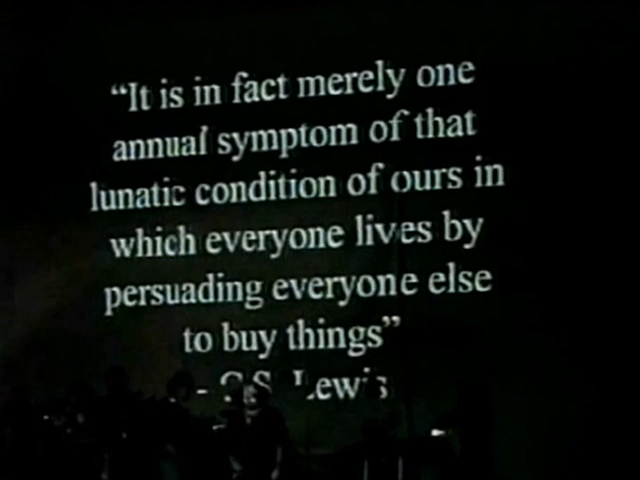 “It is in fact merely one
annual symptom of that
lunatic condition of ours in
which everyone lives by
persuading everyone else
to buy things”
- C.S. Lewis